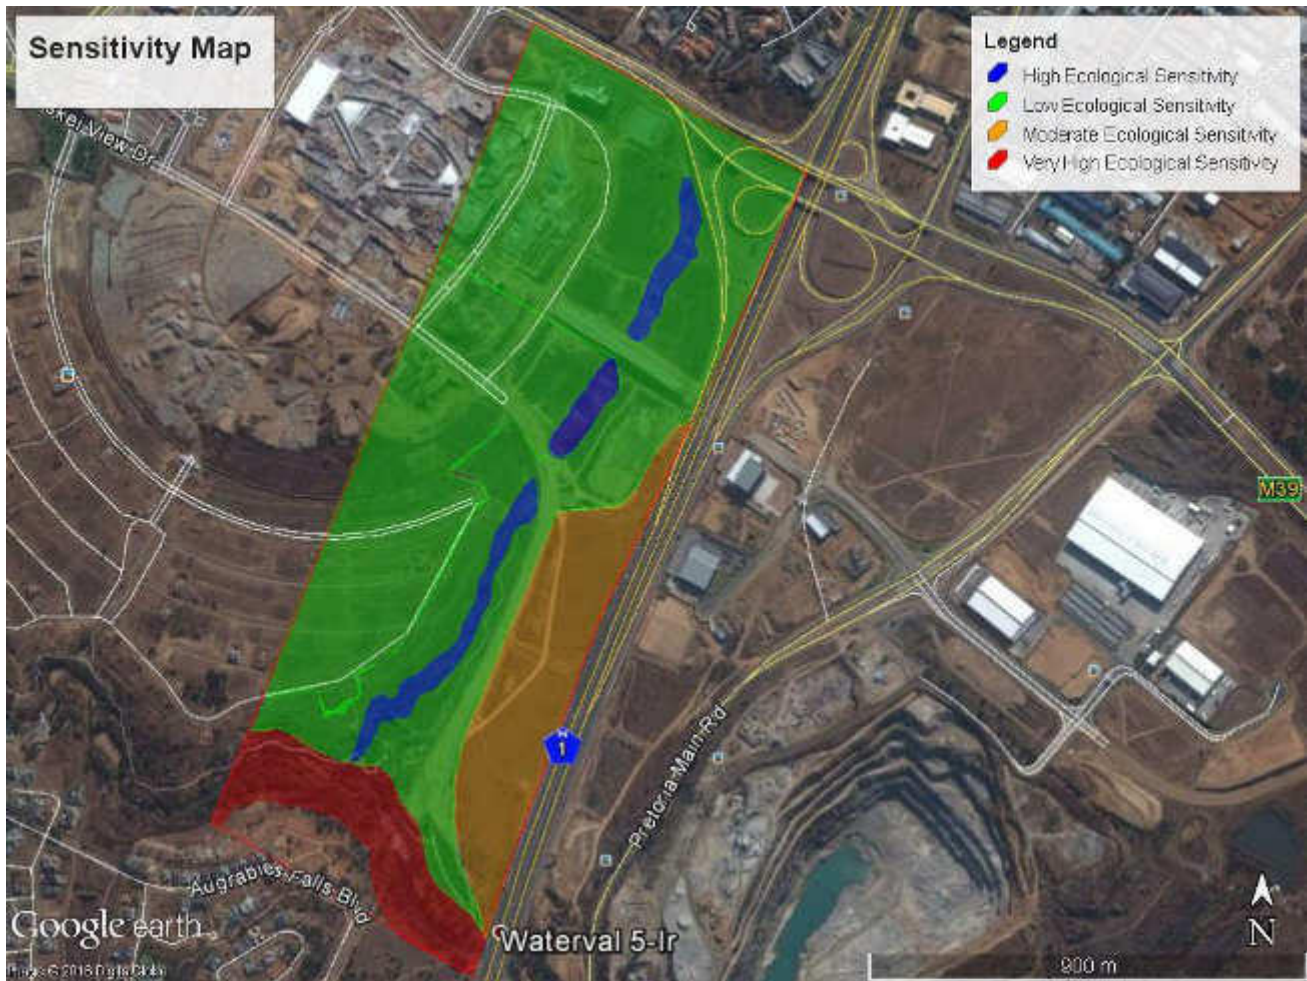 Sensitivity Map
Legend
High Ecological Sensitivity
Low Ecological Sensitivity
Moderate Ecological Sensitivity
Very High Ecological Sensitivity
View Dr
M39
N
1
Pretoria Main Rd
Augrabies Falls Blvd
Google earth
Waterval 5-Ir
N
900 m